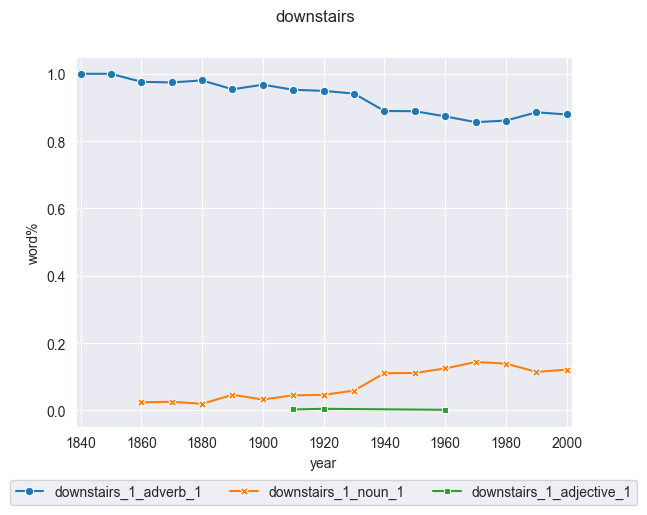 downstairs
1.0
0.8
0.6
0.4
0.2
0.0
word%
1840 1860 1880 1900 1920 1940 1960 1980 2000
year
downstairs_1_adverb_1 downstairs_1_noun_1 downstairs_1_adjective_1